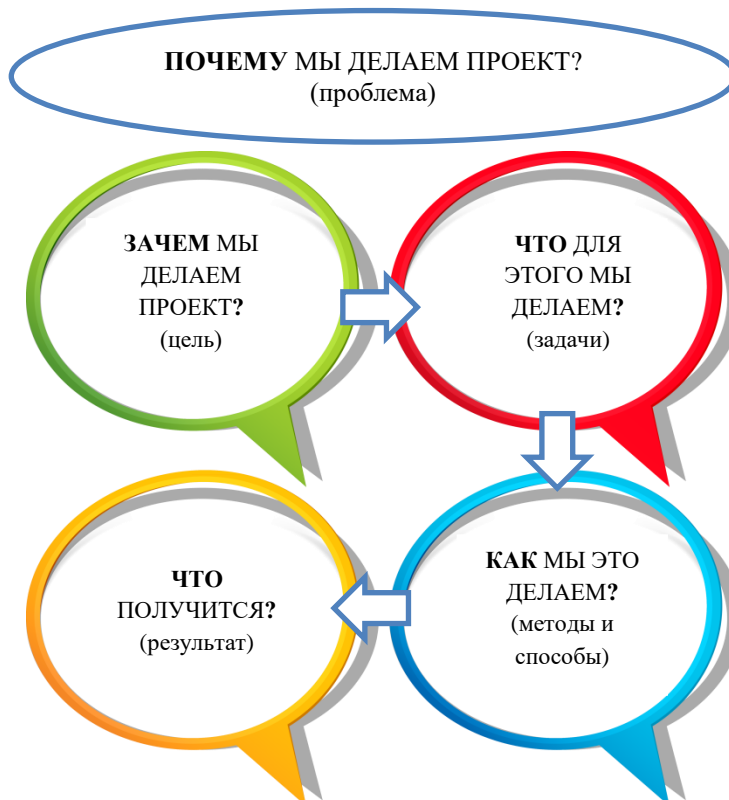 ПОЧЕМУ МЫ ДЕЛАЕМ ПРОЕКТ?
(проблема)
ЗАЧЕМ МЫ
ДЕЛАЕМ
ПРОЕКТ?
(цель)
ЧТО ДЛЯ
ЭТОГО МЫ
ДЕЛАЕМ?
(задачи)
КАК МЫ ЭТО
ДЕЛАЕМ?
(методы и
способы)
ЧТО
ПОЛУЧИТСЯ?
(результат)